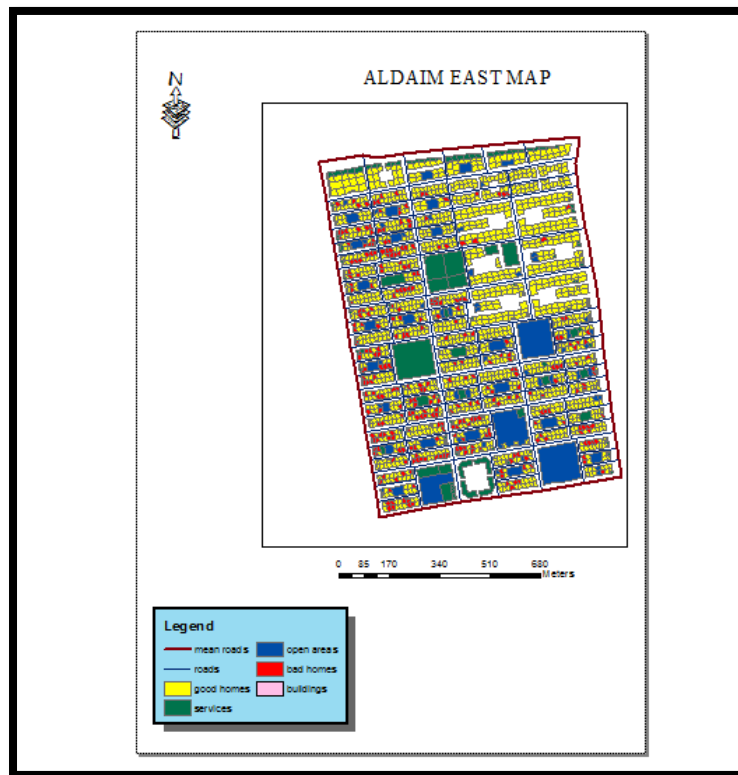 N
ALDAIM EAST MAP
0 85 170 340 510 680
Meters
Legend
mean roads
roads
good homes
services
open areas
bad homes
buildings